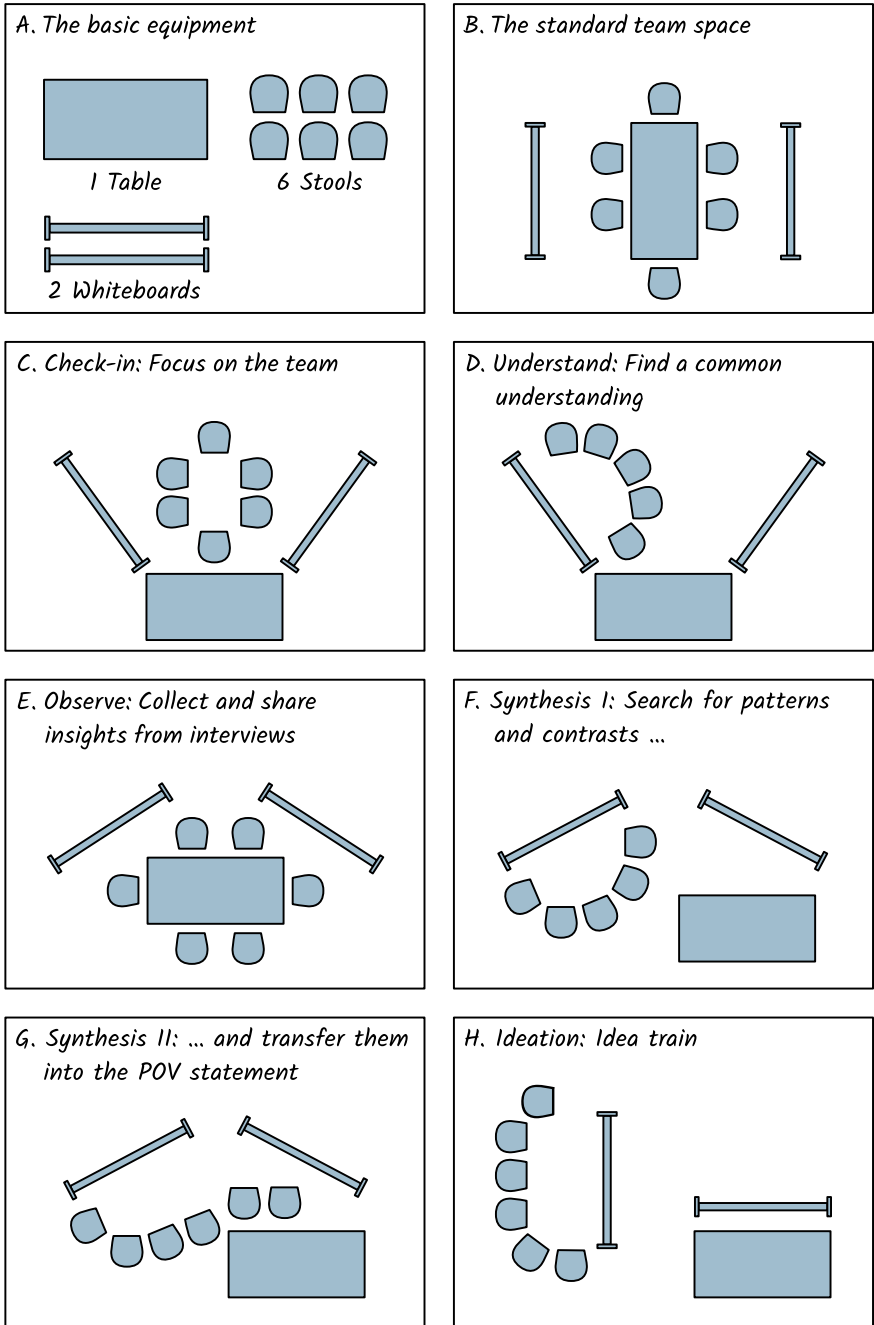 A. The basic equipment
1 Table
6 Stools
2 Whiteboards
B. The standard team space
C. Check-in: Focus on the team
D. Understand: Find a common
understanding
E. Observe: Collect and share
insights from interviews
F. Synthesis I: Search for patterns
and contrasts ...
G. Synthesis II: ... and transfer them
into the POV statement
H. Ideation: Idea train